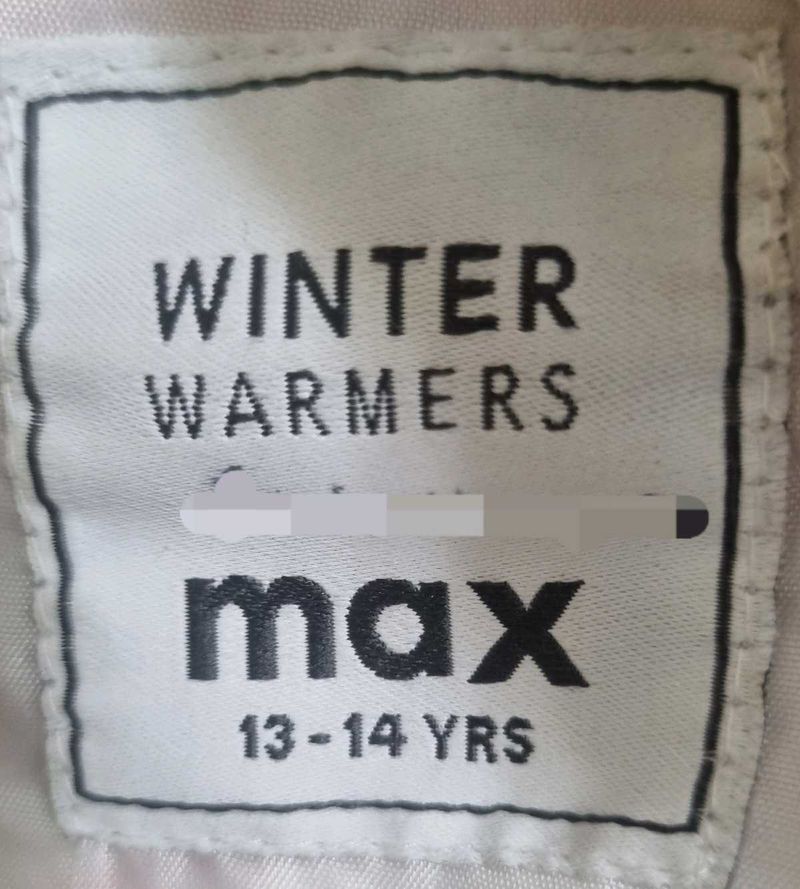 WINTER
WARMERS
max
13-14 YRS